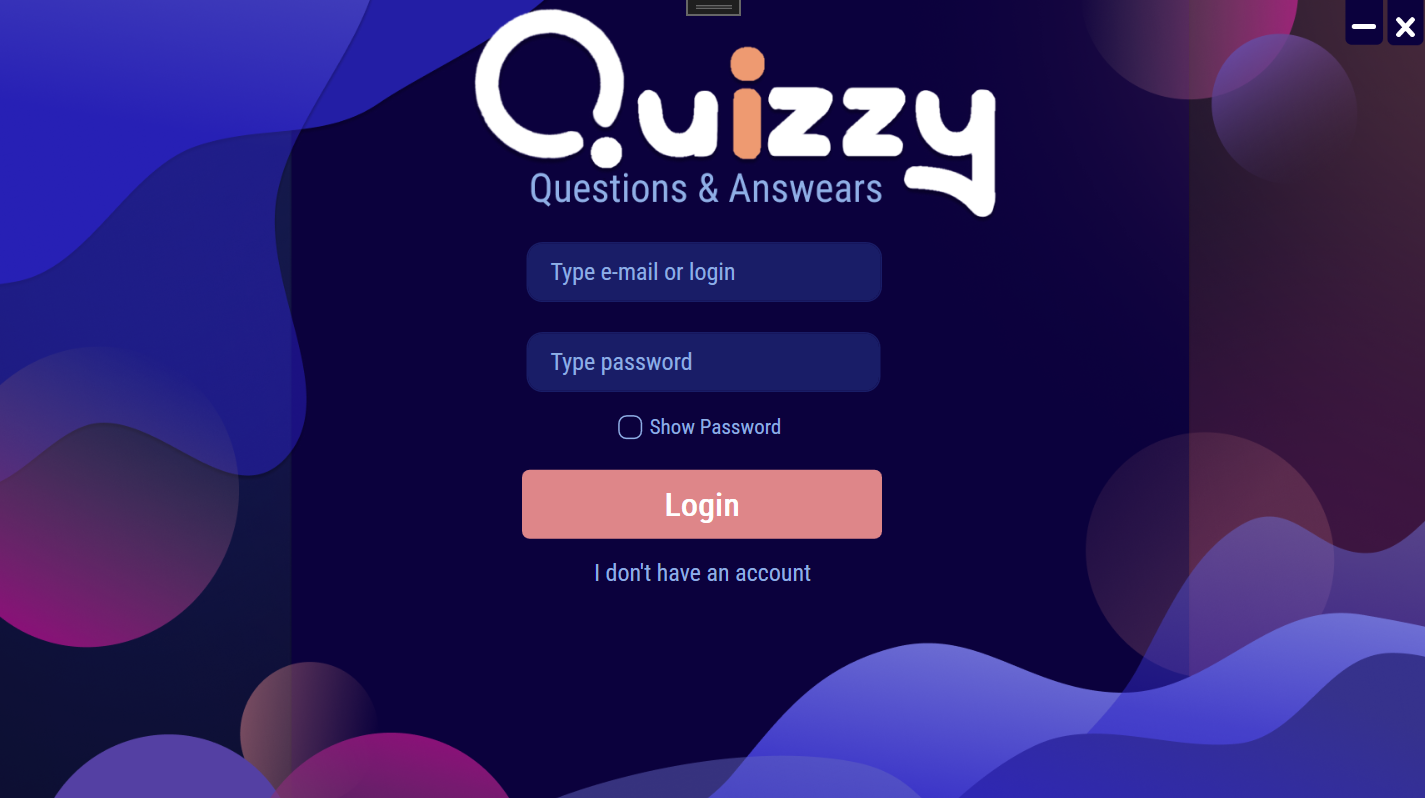 Quizzy
Questions & Answears
Type e-mail or login
Type password
Show Password
Login
I don't have an account